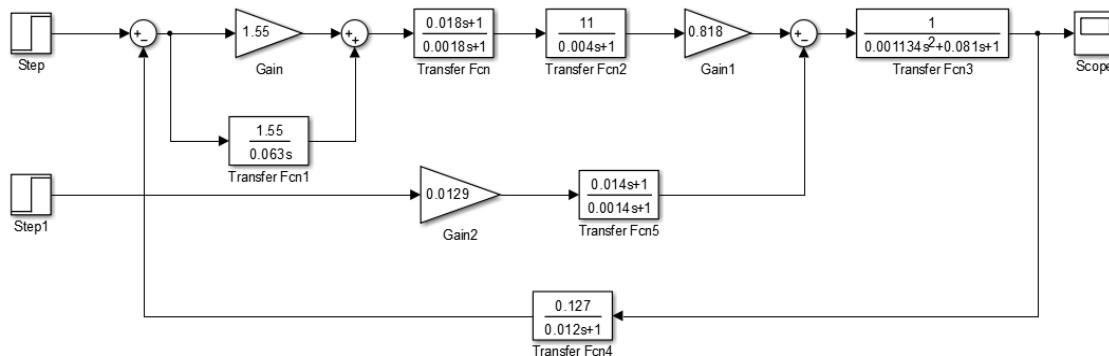 Step
+
−
1.55
Gain
+
+
0.018s+1
0.0018s+1
Transfer Fcn
11
0.004s+1
Transfer Fcn2
0.818
Gain1
+
−
1
0.001134s²+0.081s+1
Transfer Fcn3
Scope
1.55
0.063s
Transfer Fcn1
Step1
0.0129
Gain2
0.014s+1
0.0014s+1
Transfer Fcn5
0.127
0.012s+1
Transfer Fcn4